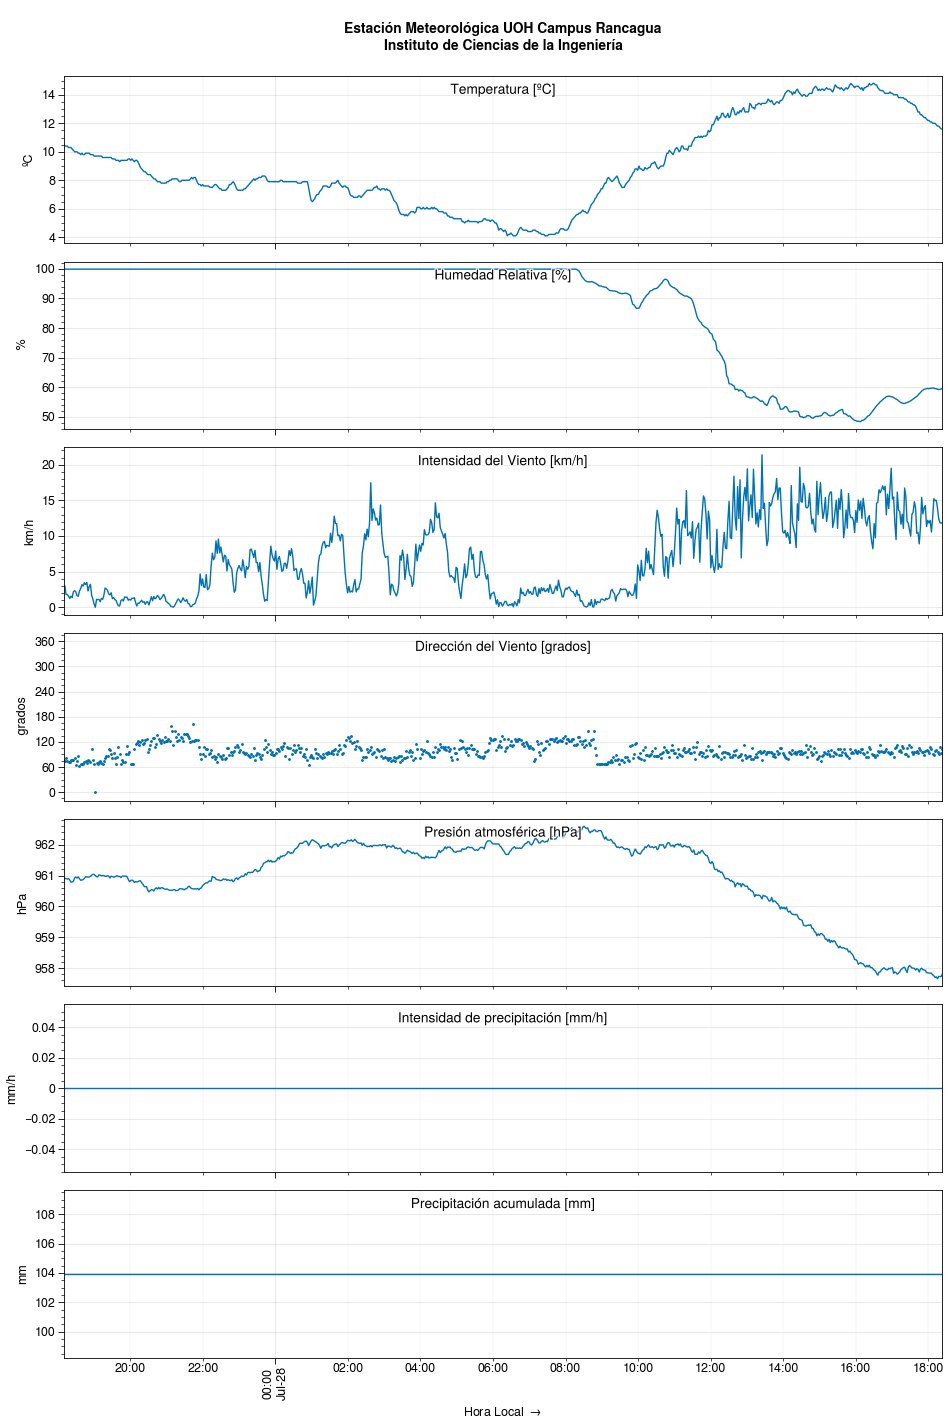 Estación Meteorológica UOH Campus Rancagua
Instituto de Ciencias de la Ingeniería
Temperatura [ºC]
ºC
14
12
10
8
6
4
Humedad Relativa [%]
%
100
90
80
70
60
50
Intensidad del Viento [km/h]
km/h
20
15
10
5
0
Dirección del Viento [grados]
grados
360
300
240
180
120
60
0
Presión atmosférica [hPa]
hPa
962
961
960
959
958
Intensidad de precipitación [mm/h]
mm/h
0.04
0.02
0
−0.02
−0.04
Precipitación acumulada [mm]
mm
108
106
104
102
100
20:00 22:00 00:00 02:00 04:00 06:00 08:00 10:00 12:00 14:00 16:00 18:00
Jul-28
Hora Local →